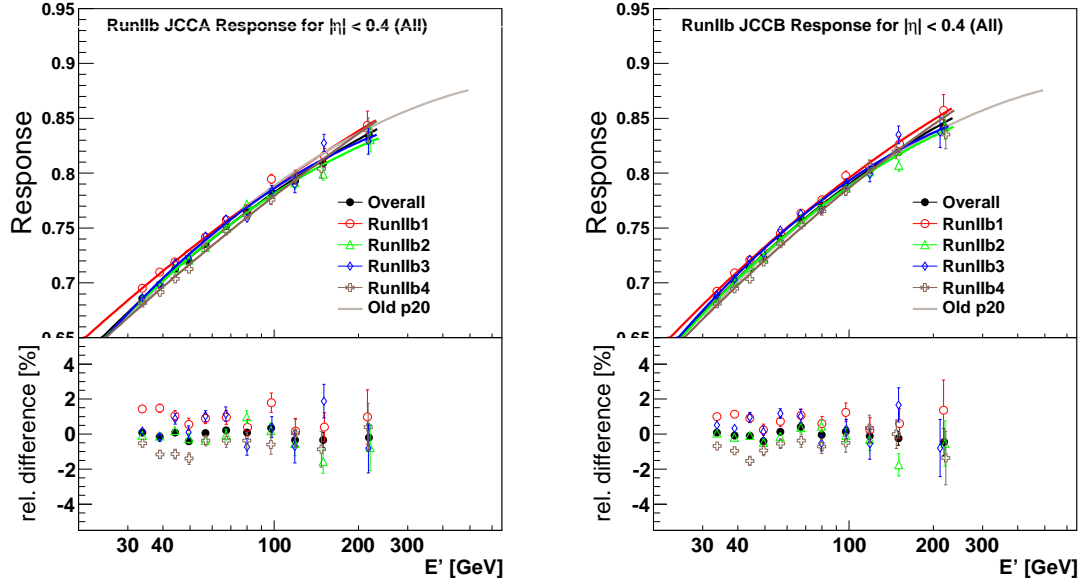 RunIIb JCCA Response for |η| < 0.4 (All)
0.95
0.9
0.85
0.8
0.75
0.7
0.65
Response
Overall
RunIIb1
RunIIb2
RunIIb3
RunIIb4
Old p20
4
2
0
-2
-4
rel. difference [%]
30 40 100 200 300
E' [GeV]
RunIIb JCCB Response for |η| < 0.4 (All)
0.95
0.9
0.85
0.8
0.75
0.7
0.65
Response
Overall
RunIIb1
RunIIb2
RunIIb3
RunIIb4
Old p20
4
2
0
-2
-4
rel. difference [%]
30 40 100 200 300
E' [GeV]